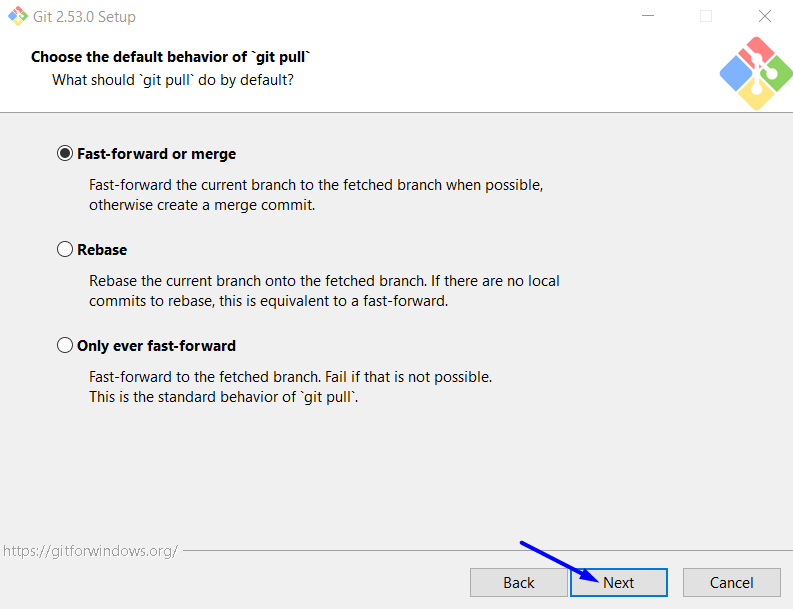 Git 2.53.0 Setup
Choose the default behavior of `git pull`
What should `git pull` do by default?
Fast-forward or merge
Fast-forward the current branch to the fetched branch when possible,
otherwise create a merge commit.
Rebase
Rebase the current branch onto the fetched branch. If there are no local
commits to rebase, this is equivalent to a fast-forward.
Only ever fast-forward
Fast-forward to the fetched branch. Fail if that is not possible.
This is the standard behavior of `git pull`.
https://gitforwindows.org/
Back Next Cancel